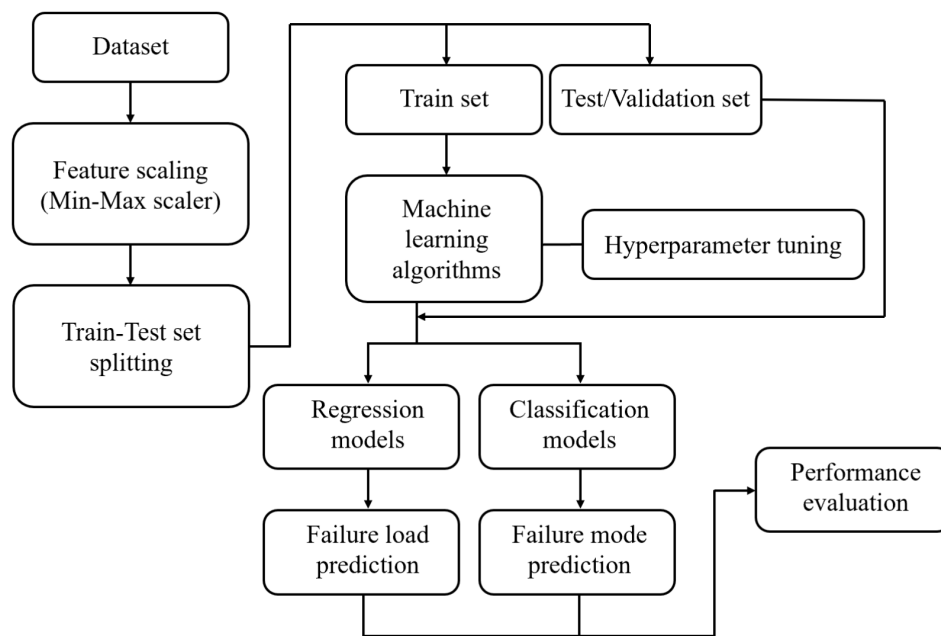 Dataset
Feature scaling
(Min-Max scaler)
Train-Test set
splitting
Train set
Test/Validation set
Machine
learning
algorithms
Hyperparameter tuning
Regression
models
Classification
models
Failure load
prediction
Failure mode
prediction
Performance
evaluation